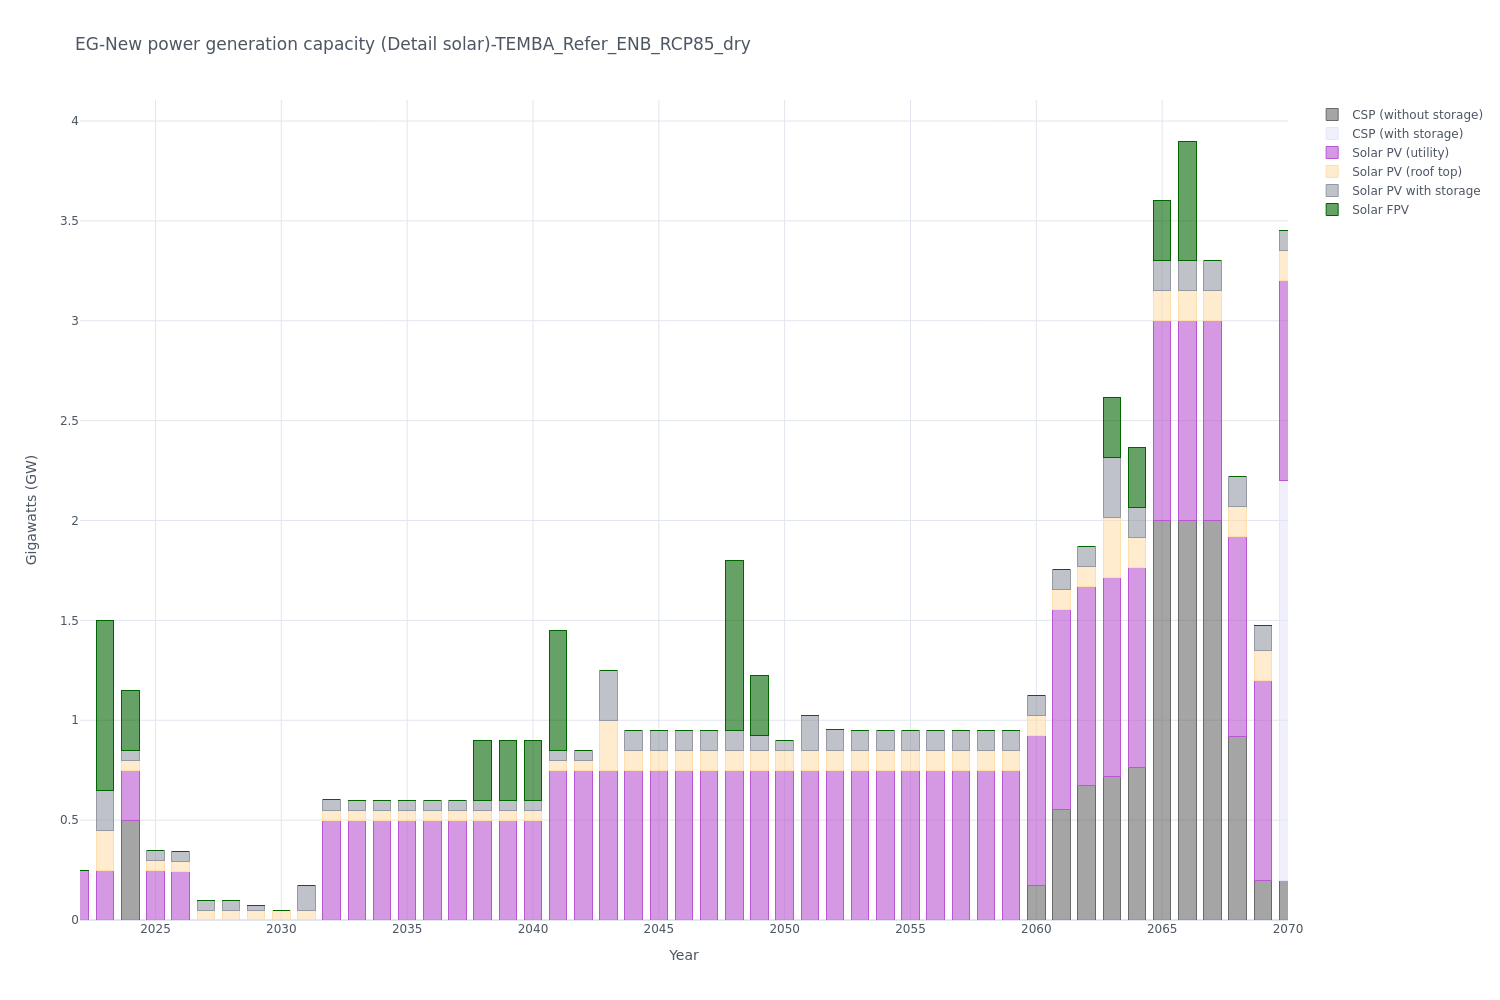 EG-New power generation capacity (Detail solar)-TEMBA_Refer_ENB_RCP85_dry
CSP (without storage)
CSP (with storage)
Solar PV (utility)
Solar PV (roof top)
Solar PV with storage
Solar FPV
4
3.5
3
2.5
2
1.5
1
0.5
0
Gigawatts (GW)
2025 2030 2035 2040 2045 2050 2055 2060 2065 2070
Year